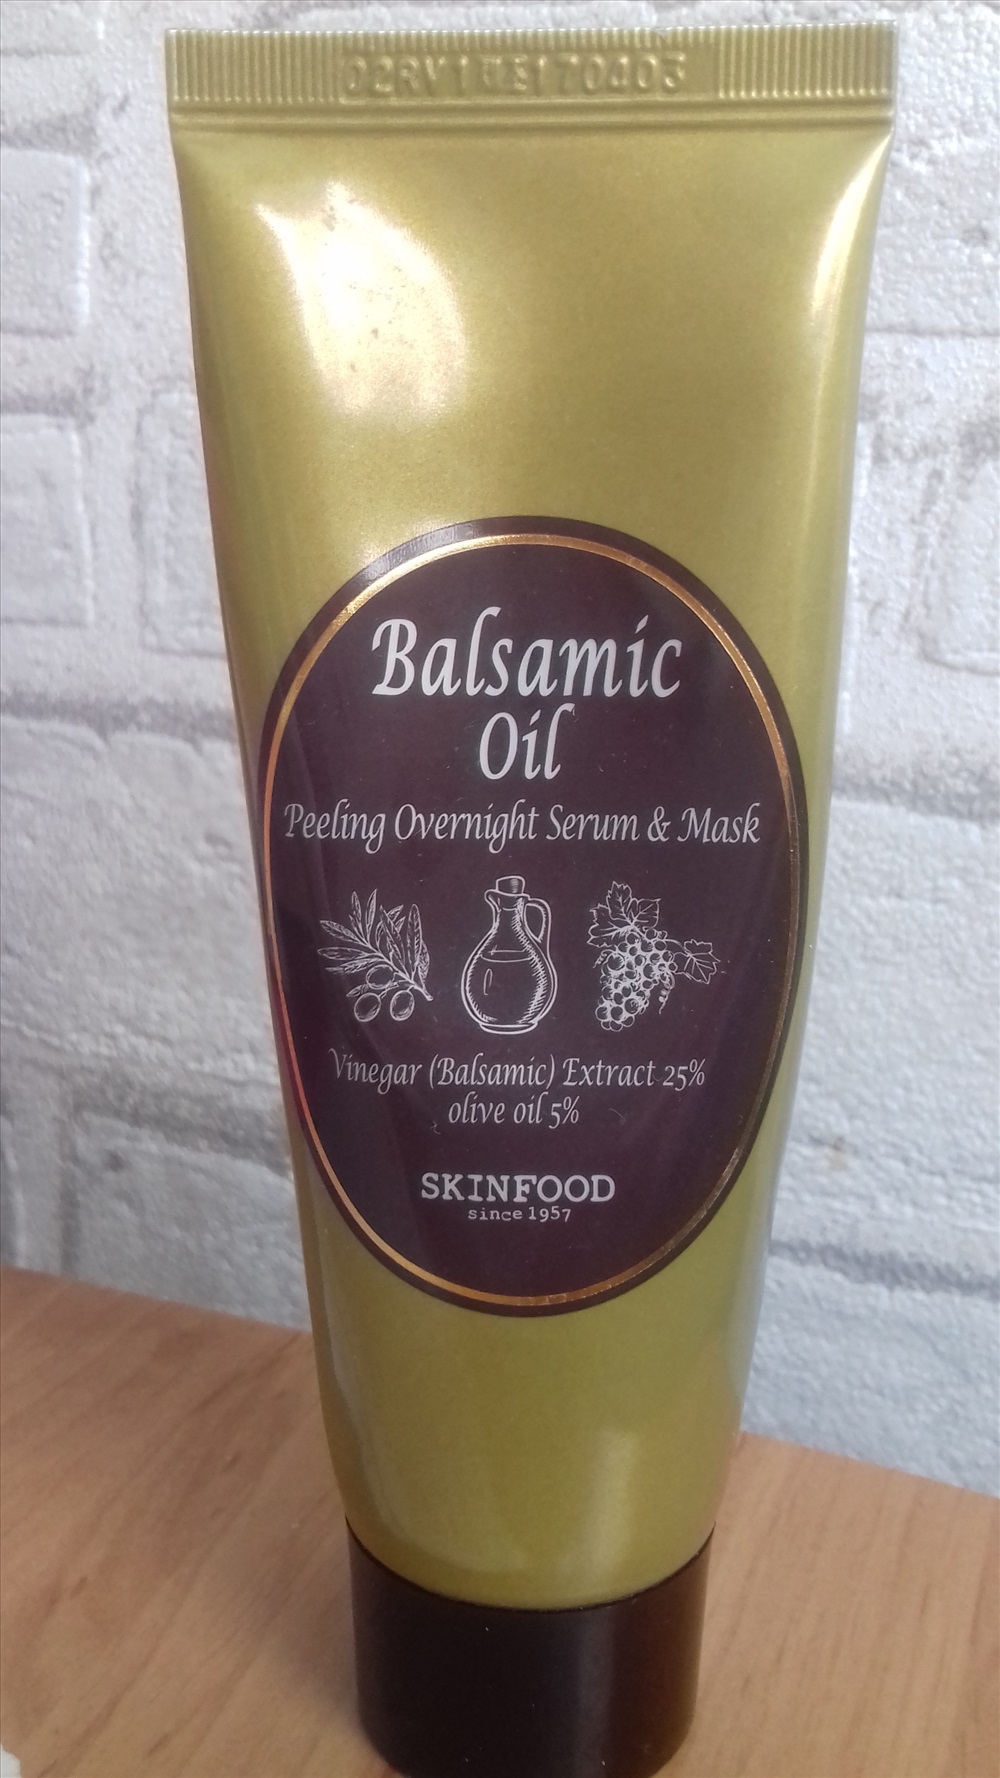 Balsamic
Oil
Peeling Overnight Serum & Mask
Vinegar (Balsamic) Extract 25%
olive oil 5%
SKINFOOD
since 1957